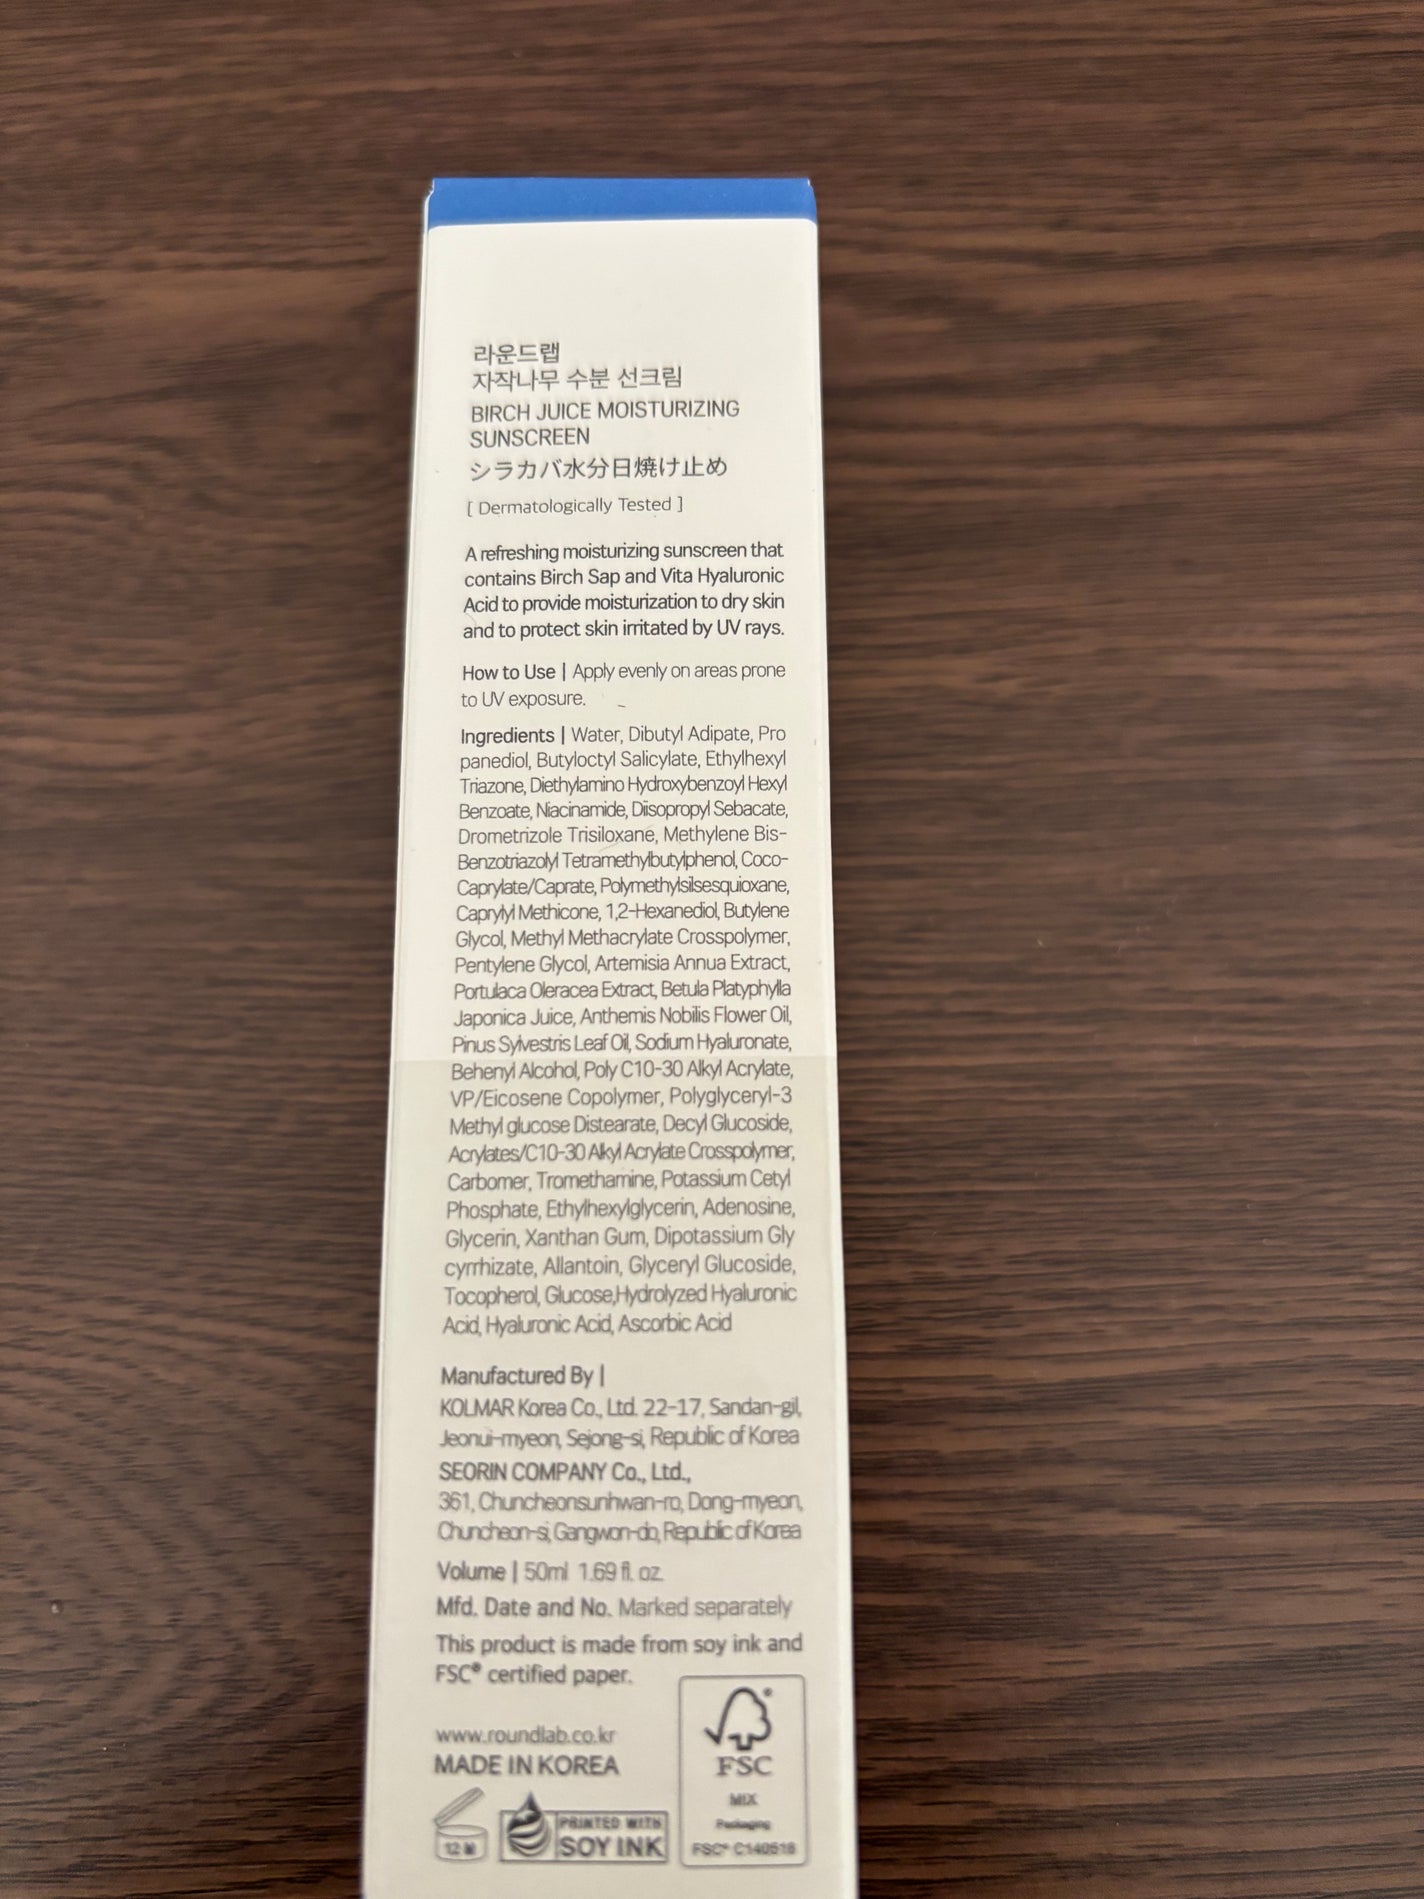 라운드랩
자작나무 수분 선크림
BIRCH JUICE MOISTURIZING
SUNSCREEN
シラカバ水分日焼け止め
[ Dermatologically Tested ]
A refreshing moisturizing sunscreen that
contains Birch Sap and Vita Hyaluronic
Acid to provide moisturization to dry skin
and to protect skin irritated by UV rays.
How to Use | Apply evenly on areas prone
to UV exposure.
Ingredients | Water, Dibutyl Adipate, Pro
panediol, Butyloctyl Salicylate, Ethylhexyl
Triazone, Diethylamino Hydroxybenzoyl Hexyl
Benzoate, Niacinamide, Diisopropyl Sebacate,
Drometrizole Trisiloxane, Methylene Bis-
Benzotriazolyl Tetramethylbutylphenol, Coco-
Caprylate/Caprate, Polymethylsilsesquioxane,
Caprylyl Methicone, 1,2-Hexanediol, Butylene
Glycol, Methyl Methacrylate Crosspolymer,
Pentylene Glycol, Artemisia Annua Extract,
Portulaca Oleracea Extract, Betula Platyphylla
Japonica Juice, Anthemis Nobilis Flower Oil,
Pinus Sylvestris Leaf Oil, Sodium Hyaluronate,
Behenyl Alcohol, Poly C10-30 Alkyl Acrylate,
VP/Eicosene Copolymer, Polyglyceryl-3
Methyl glucose Distearate, Decyl Glucoside,
Acrylates/C10-30 Alkyl Acrylate Crosspolymer,
Carbomer, Tromethamine, Potassium Cetyl
Phosphate, Ethylhexylglycerin, Adenosine,
Glycerin, Xanthan Gum, Dipotassium Gly
cyrrhizate, Allantoin, Glyceryl Glucoside,
Tocopherol, Glucose,Hydrolyzed Hyaluronic
Acid, Hyaluronic Acid, Ascorbic Acid
Manufactured By |
KOLMAR Korea Co., Ltd. 22-17, Sandan-gil,
Jeonui-myeon, Sejong-si, Republic of Korea
SEORIN COMPANY Co., Ltd.,
361, Chuncheonsunhwan-ro, Dong-myeon,
Chuncheon-si, Gangwon-do, Republic of Korea
Volume | 50ml 1.69 fl. oz.
Mfd. Date and No. Marked separately
This product is made from soy ink and
FSC® certified paper.
www.roundlab.co.kr
MADE IN KOREA
12 M
PRINTED WITH
SOY INK
FSC
MIX
Packaging
FSC® C140518